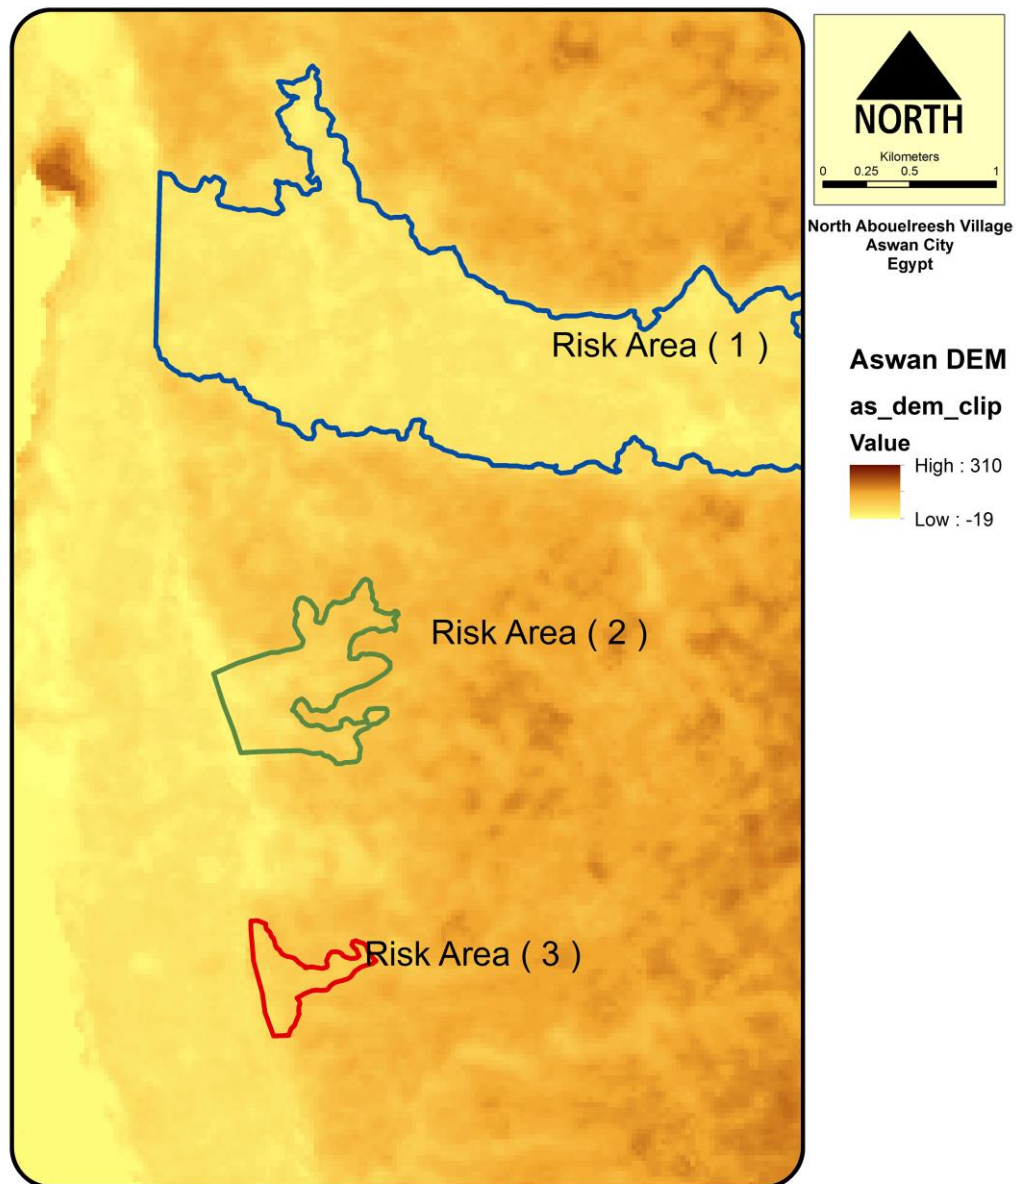 NORTH
Kilometers
0 0.25 0.5 1
North Abouelreesh Village
Aswan City
Egypt
Risk Area ( 1 )
Aswan DEM
as_dem_clip
Value
High : 310
Low : -19
Risk Area ( 2 )
Risk Area ( 3 )